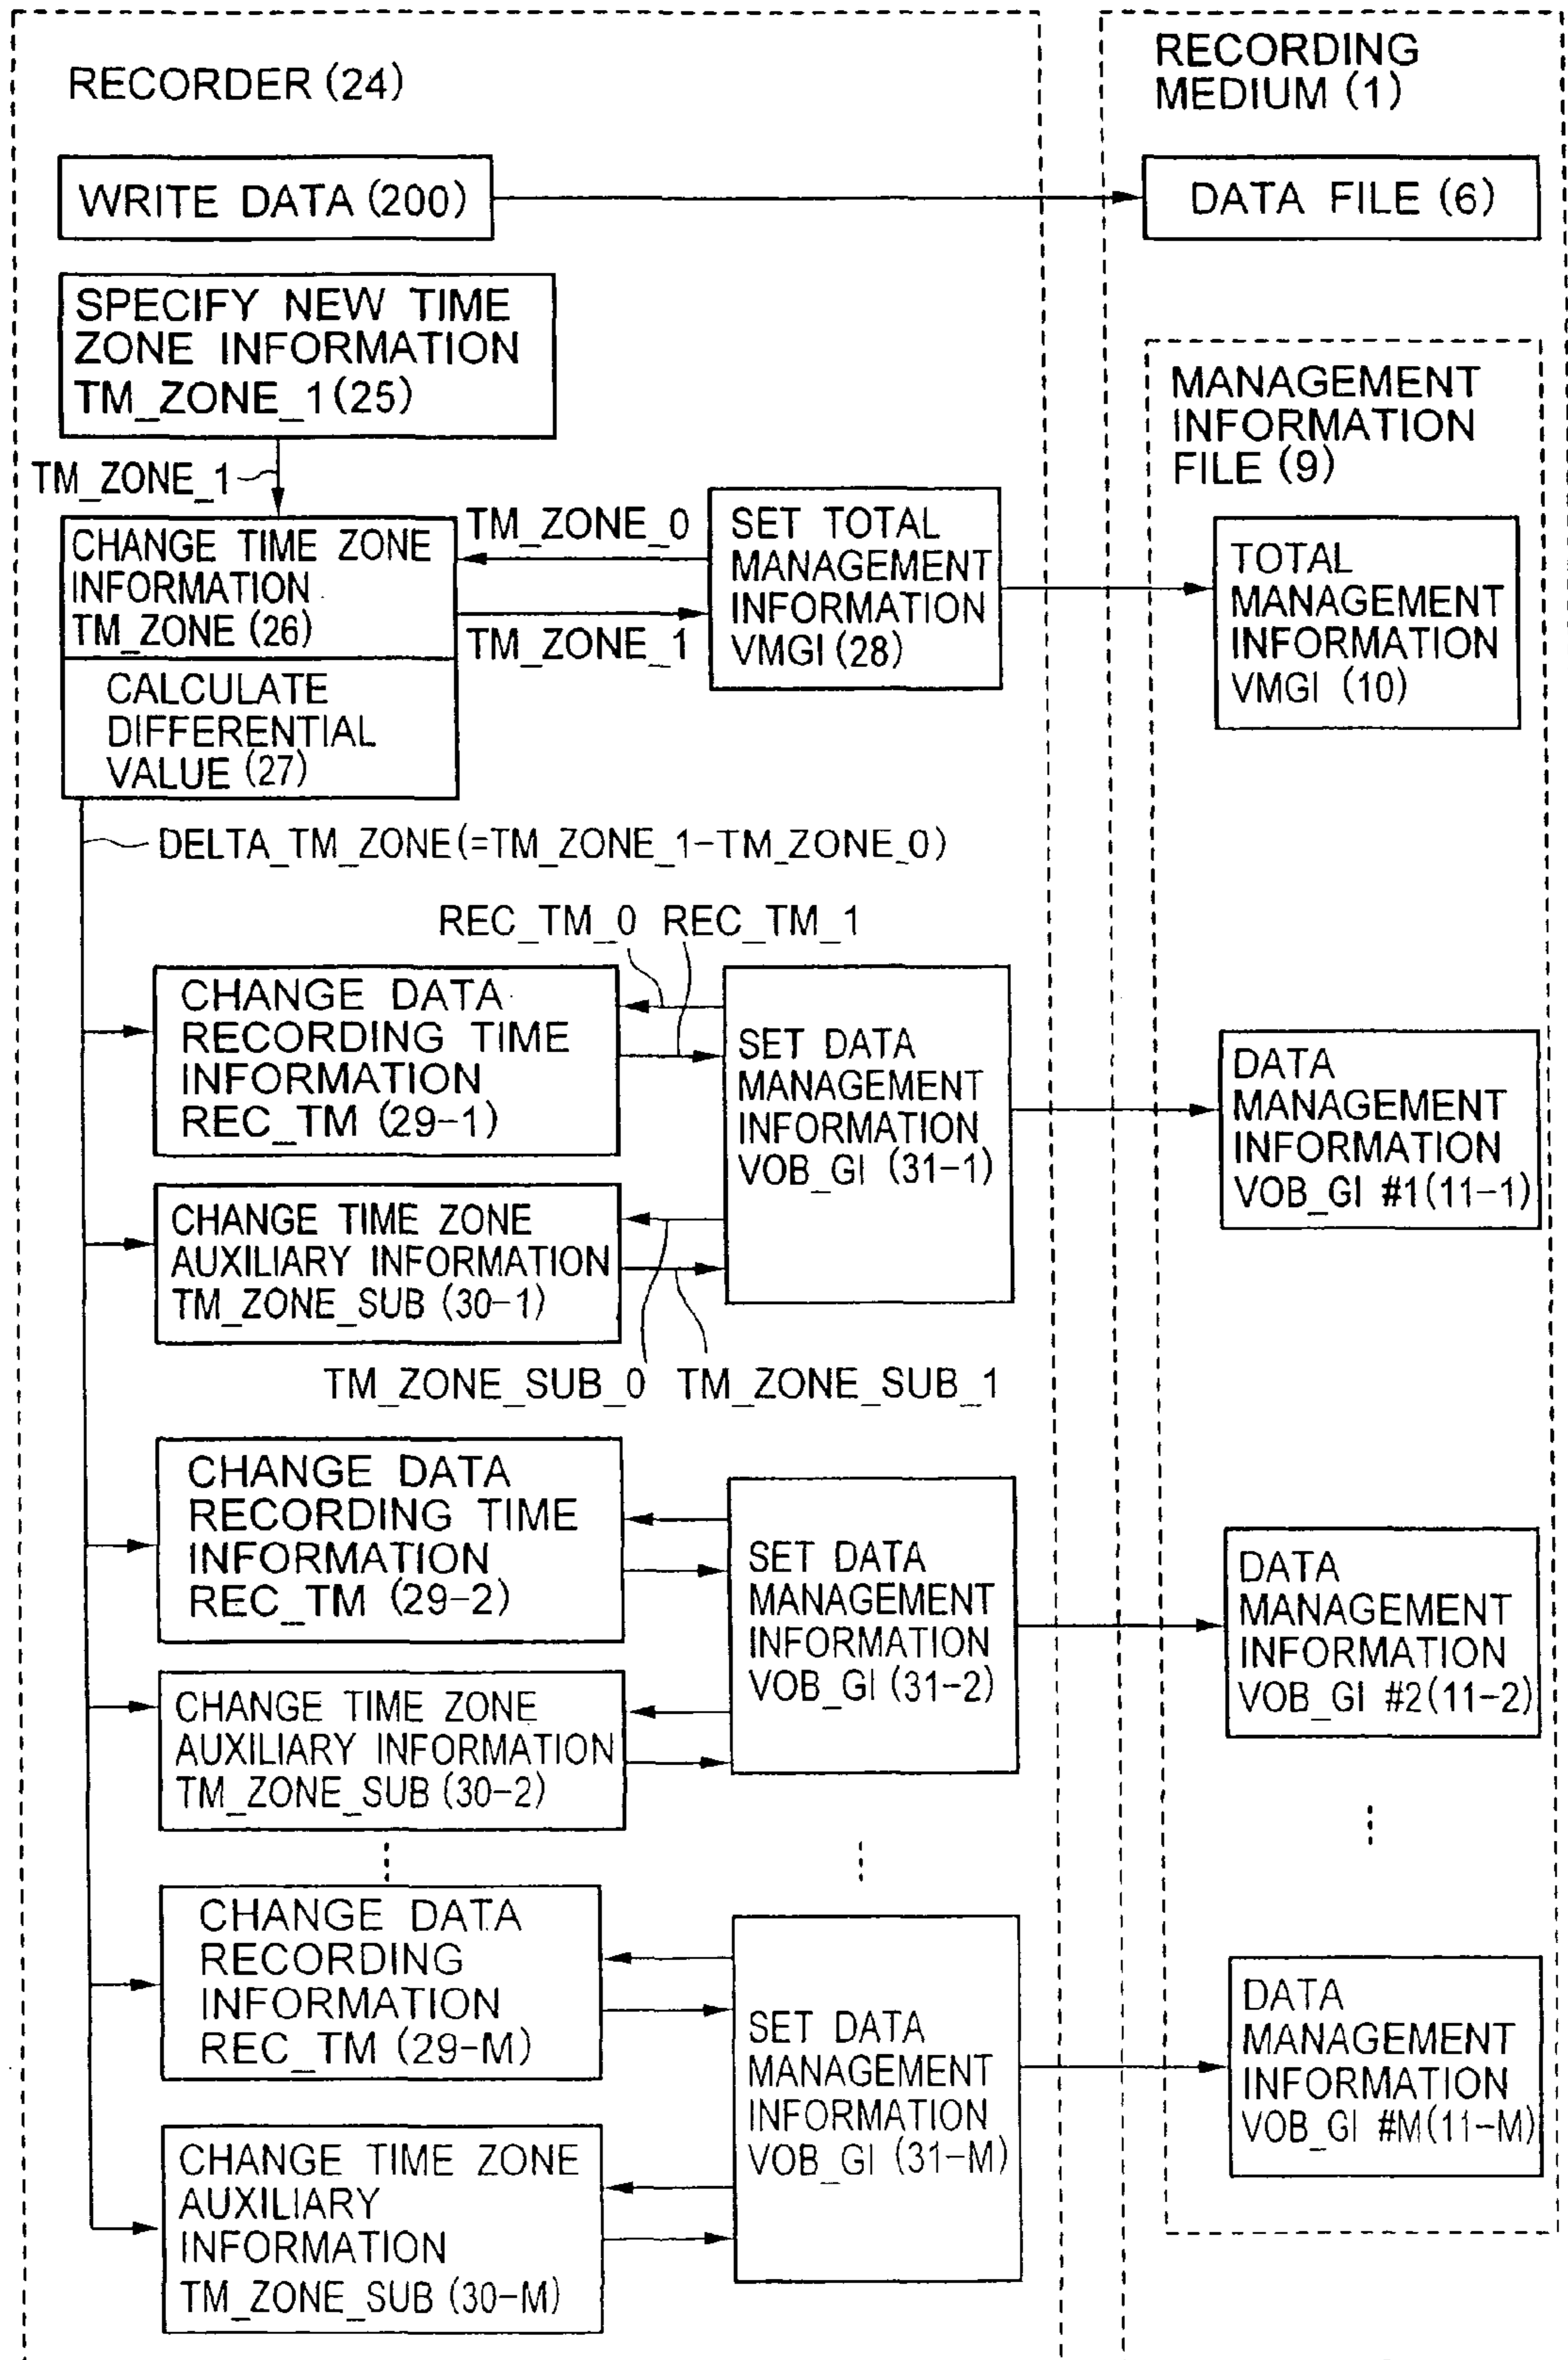 RECORDER (24)
RECORDING
MEDIUM (1)
WRITE DATA (200)
DATA FILE (6)
SPECIFY NEW TIME
ZONE INFORMATION
TM_ZONE_1 (25)
MANAGEMENT
INFORMATION
FILE (9)
TM_ZONE_1
CHANGE TIME ZONE
INFORMATION
TM_ZONE (26)
TM_ZONE_0
TM_ZONE_1
SET TOTAL
MANAGEMENT
INFORMATION
VMGI (28)
TOTAL
MANAGEMENT
INFORMATION
VMGI (10)
CALCULATE
DIFFERENTIAL
VALUE (27)
DELTA_TM_ZONE(=TM_ZONE_1-TM_ZONE_0)
REC_TM_0 REC_TM_1
CHANGE DATA
RECORDING TIME
INFORMATION
REC_TM (29-1)
SET DATA
MANAGEMENT
INFORMATION
VOB_GI (31-1)
DATA
MANAGEMENT
INFORMATION
VOB_GI #1(11-1)
CHANGE TIME ZONE
AUXILIARY INFORMATION
TM_ZONE_SUB (30-1)
TM_ZONE_SUB_0 TM_ZONE_SUB_1
CHANGE DATA
RECORDING TIME
INFORMATION
REC_TM (29-2)
SET DATA
MANAGEMENT
INFORMATION
VOB_GI (31-2)
DATA
MANAGEMENT
INFORMATION
VOB_GI #2(11-2)
CHANGE TIME ZONE
AUXILIARY INFORMATION
TM_ZONE_SUB (30-2)
CHANGE DATA
RECORDING
INFORMATION
REC_TM (29-M)
SET DATA
MANAGEMENT
INFORMATION
VOB_GI (31-M)
DATA
MANAGEMENT
INFORMATION
VOB_GI #M(11-M)
CHANGE TIME ZONE
AUXILIARY
INFORMATION
TM_ZONE_SUB (30-M)